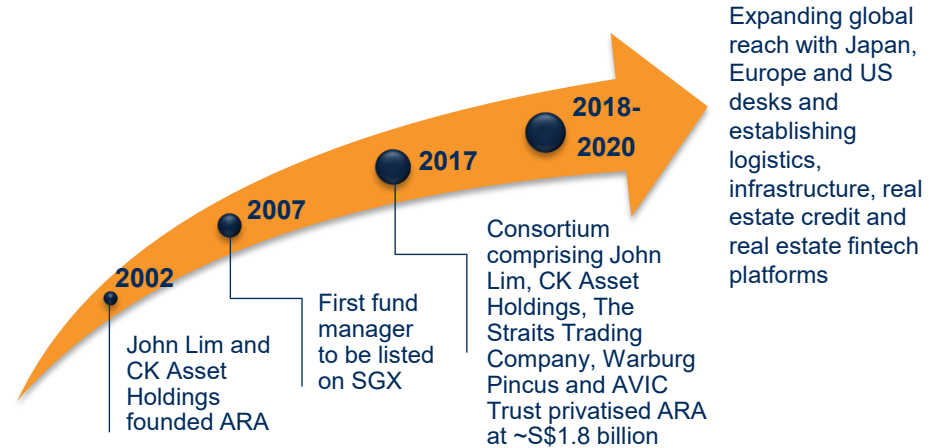 2002
John Lim and
CK Asset
Holdings
founded ARA
2007
First fund
manager
to be listed
on SGX
2017
Consortium
comprising John
Lim, CK Asset
Holdings, The
Straits Trading
Company, Warburg
Pincus and AVIC
Trust privatised ARA
at ~S$1.8 billion
2018-
2020
Expanding global
reach with Japan,
Europe and US
desks and
establishing
logistics,
infrastructure, real
estate credit and
real estate fintech
platforms